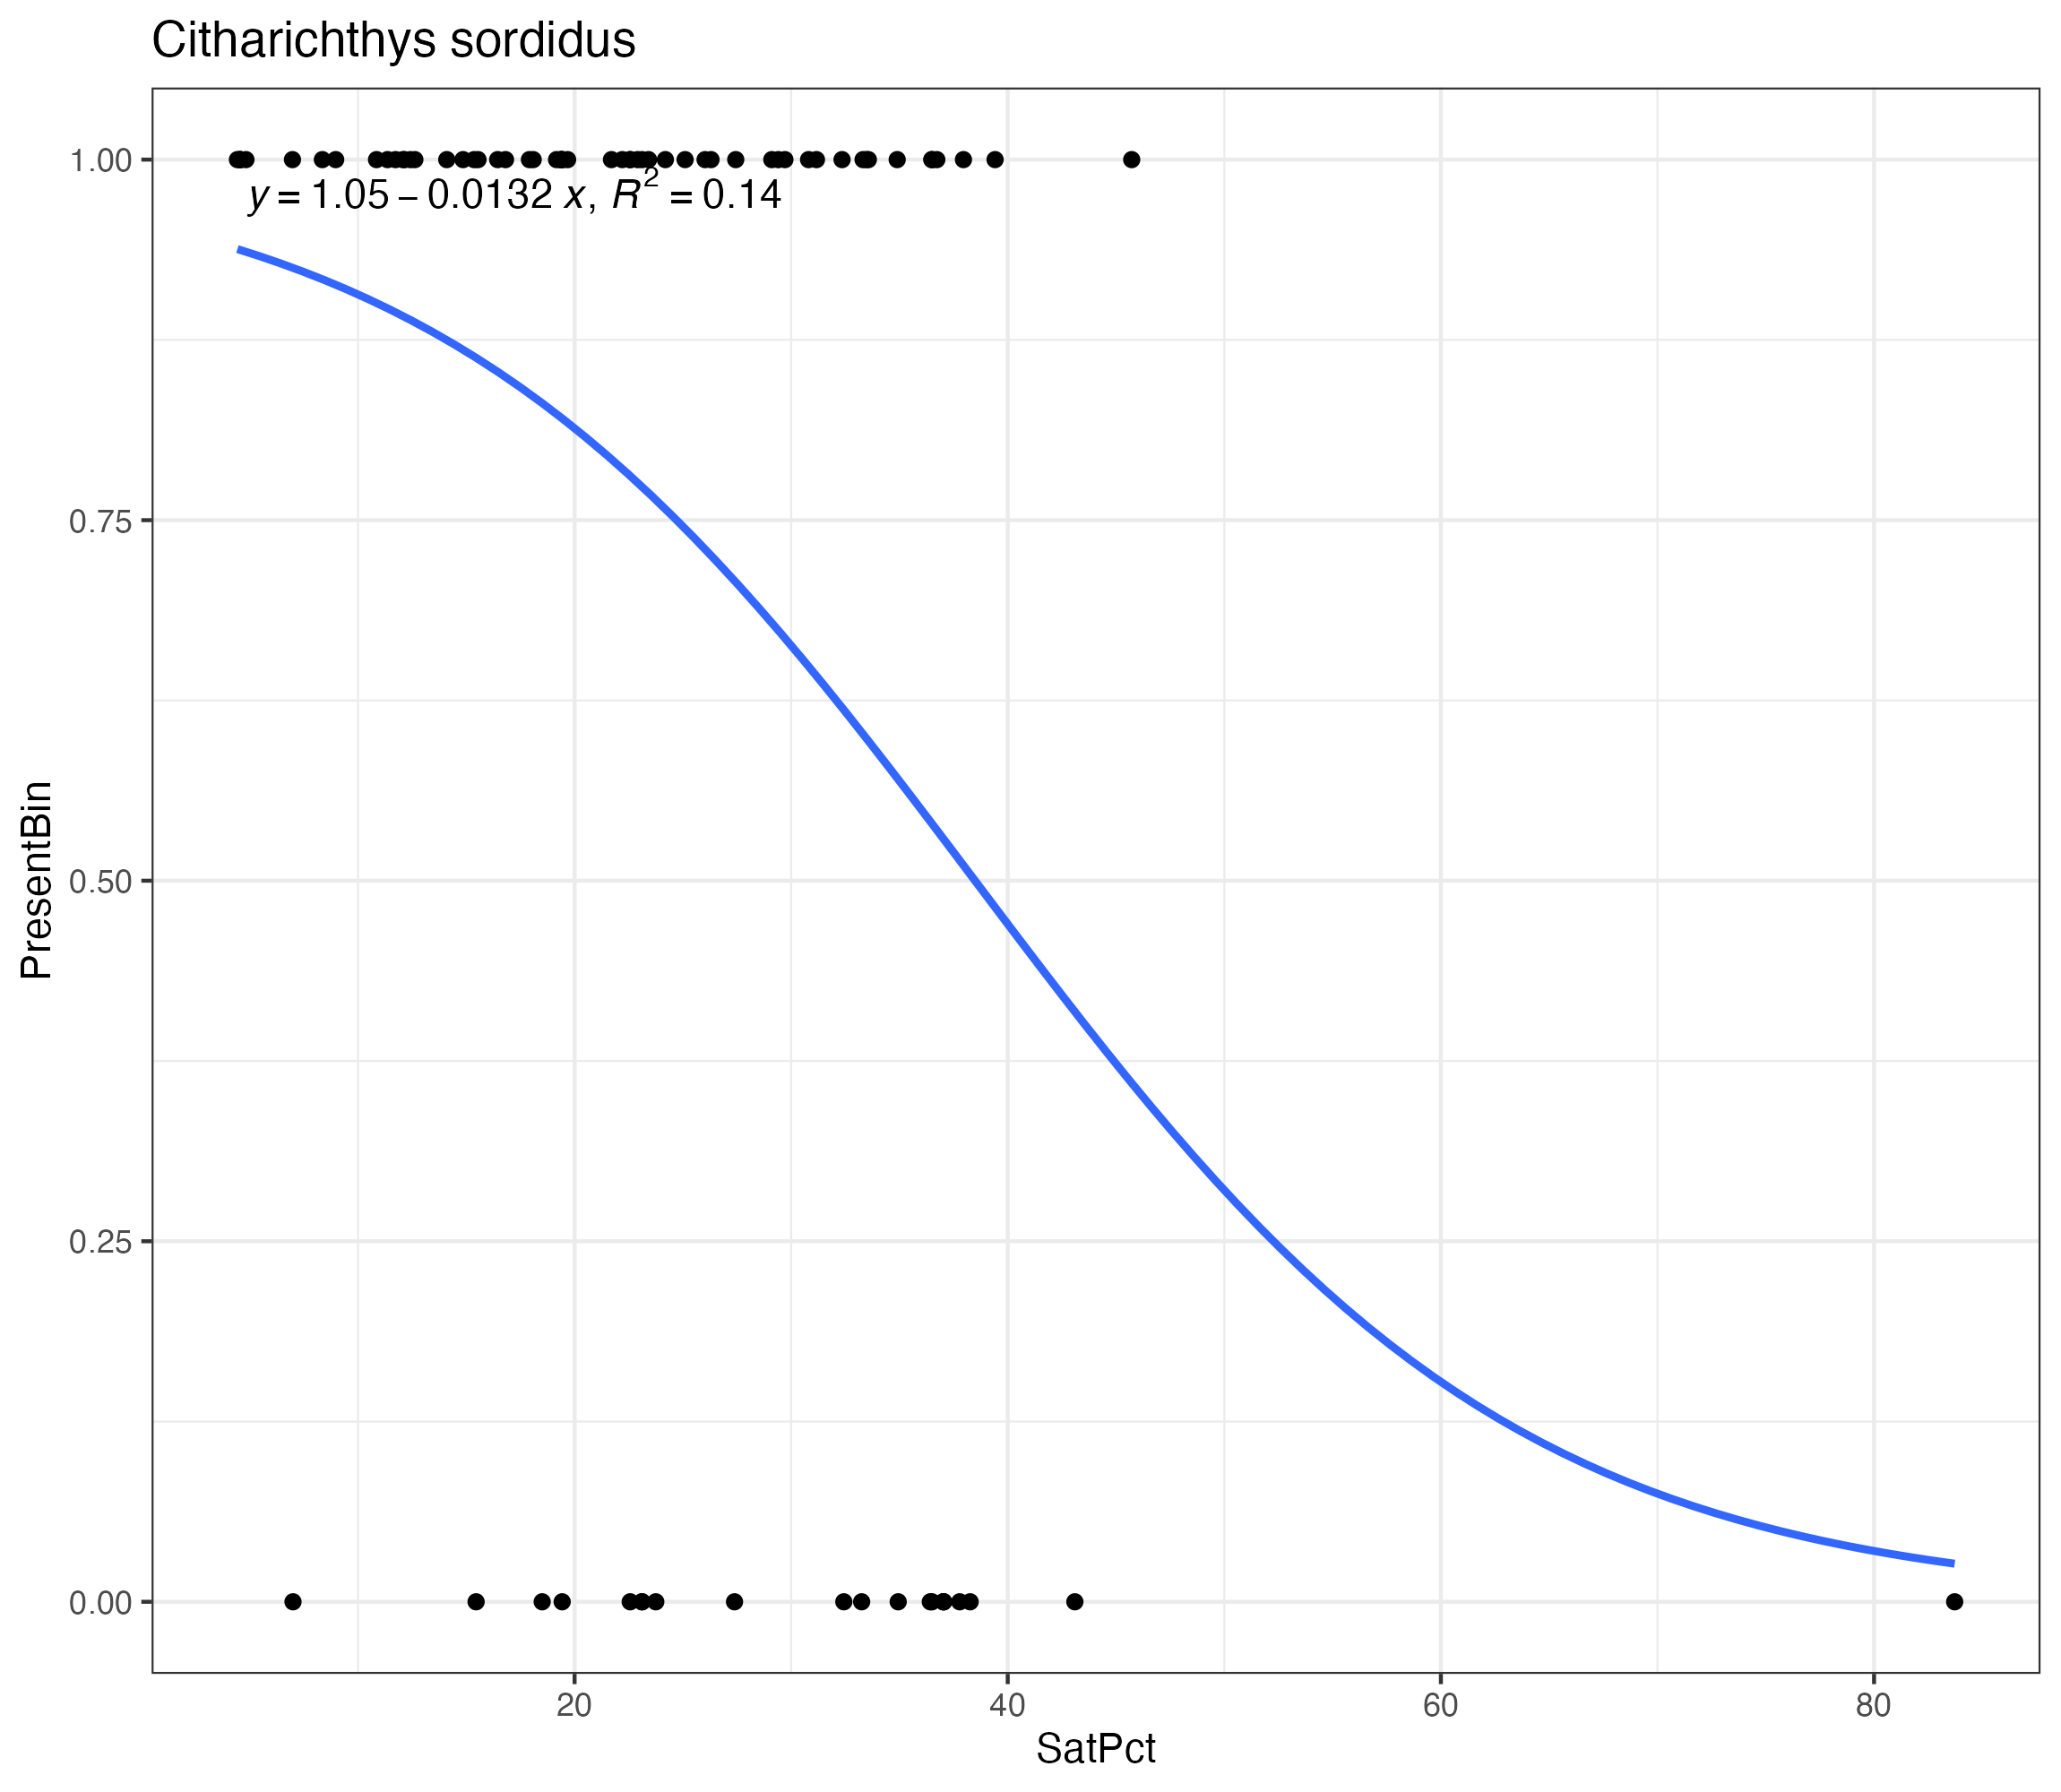 Citharichthys sordidus
1.00
y = 1.05 – 0.0132 x, R² = 0.14
0.75
0.50
0.25
0.00
PresentBin
20 40 60 80
SatPct